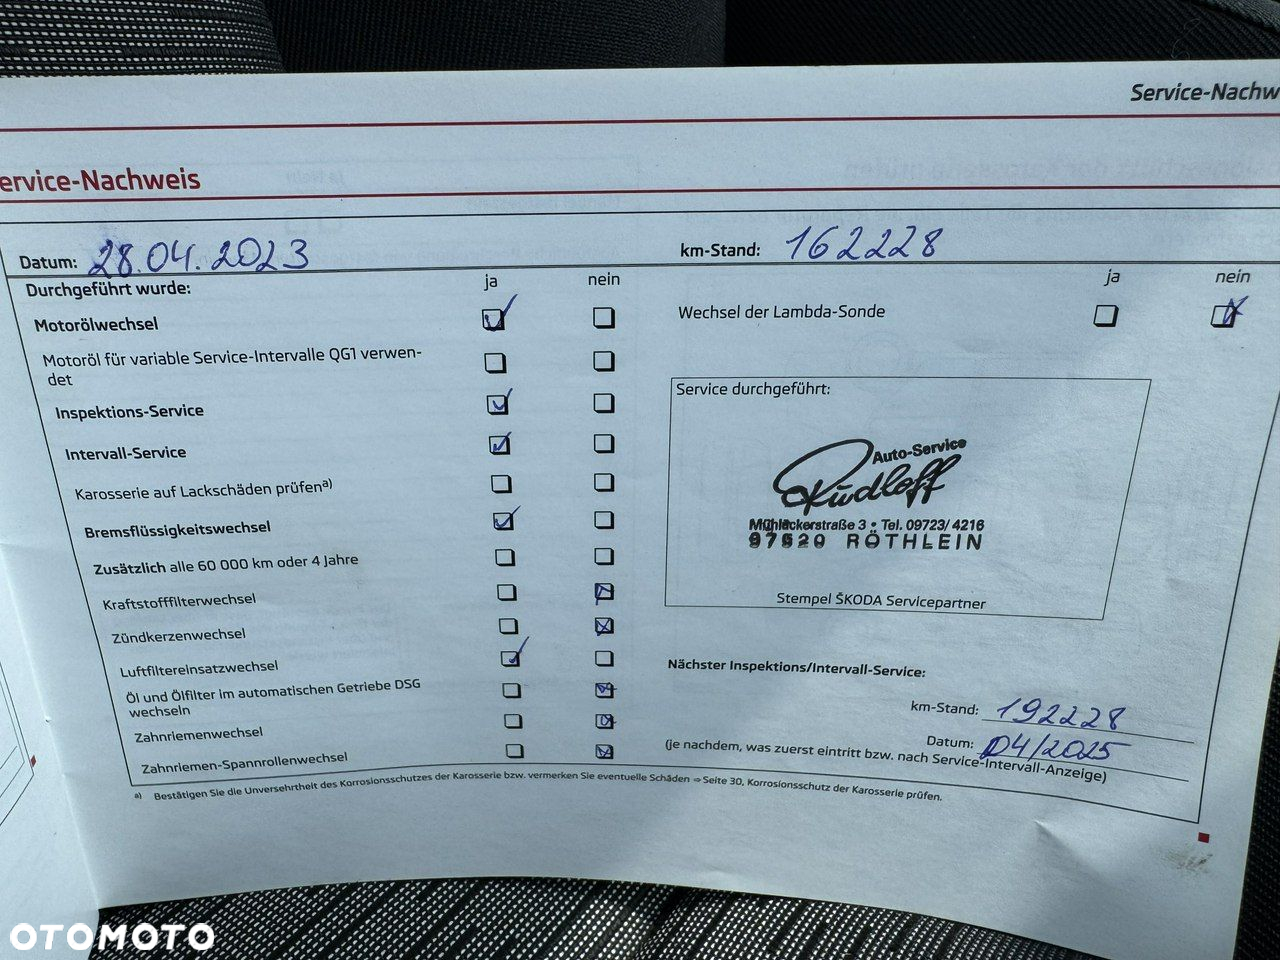 Service-Nachw
ervice-Nachweis
Datum: 28.04.2023
km-Stand: 162228
Durchgeführt wurde:
ja nein
Motorölwechsel
Motoröl für variable Service-Intervalle QG1 verwen-
det
Inspektions-Service
Intervall-Service
Karosserie auf Lackschäden prüfena)
Bremsflüssigkeitswechsel
Zusätzlich alle 60 000 km oder 4 Jahre
Kraftstofffilterwechsel
Zündkerzenwechsel
Luftfiltereinsatzwechsel
Öl und Ölfilter im automatischen Getriebe DSG
wechseln
Zahnriemenwechsel
Zahnriemen-Spannrollenwechsel
ja nein
Wechsel der Lambda-Sonde
Service durchgeführt:
Auto-Service
Rudloff
Mühläckerstraße 3 • Tel. 09723/4216
97520 RÖTHLEIN
Stempel ŠKODA Servicepartner
Nächster Inspektions/Intervall-Service:
km-Stand: 192228
Datum: 04/2025
(je nachdem, was zuerst eintritt bzw. nach Service-Intervall-Anzeige)
a) Bestätigen Sie die Unversehrtheit des Korrosionsschutzes der Karosserie bzw. vermerken Sie eventuelle Schäden ⇒ Seite 30, Korrosionsschutz der Karosserie prüfen.
OTOMOTO